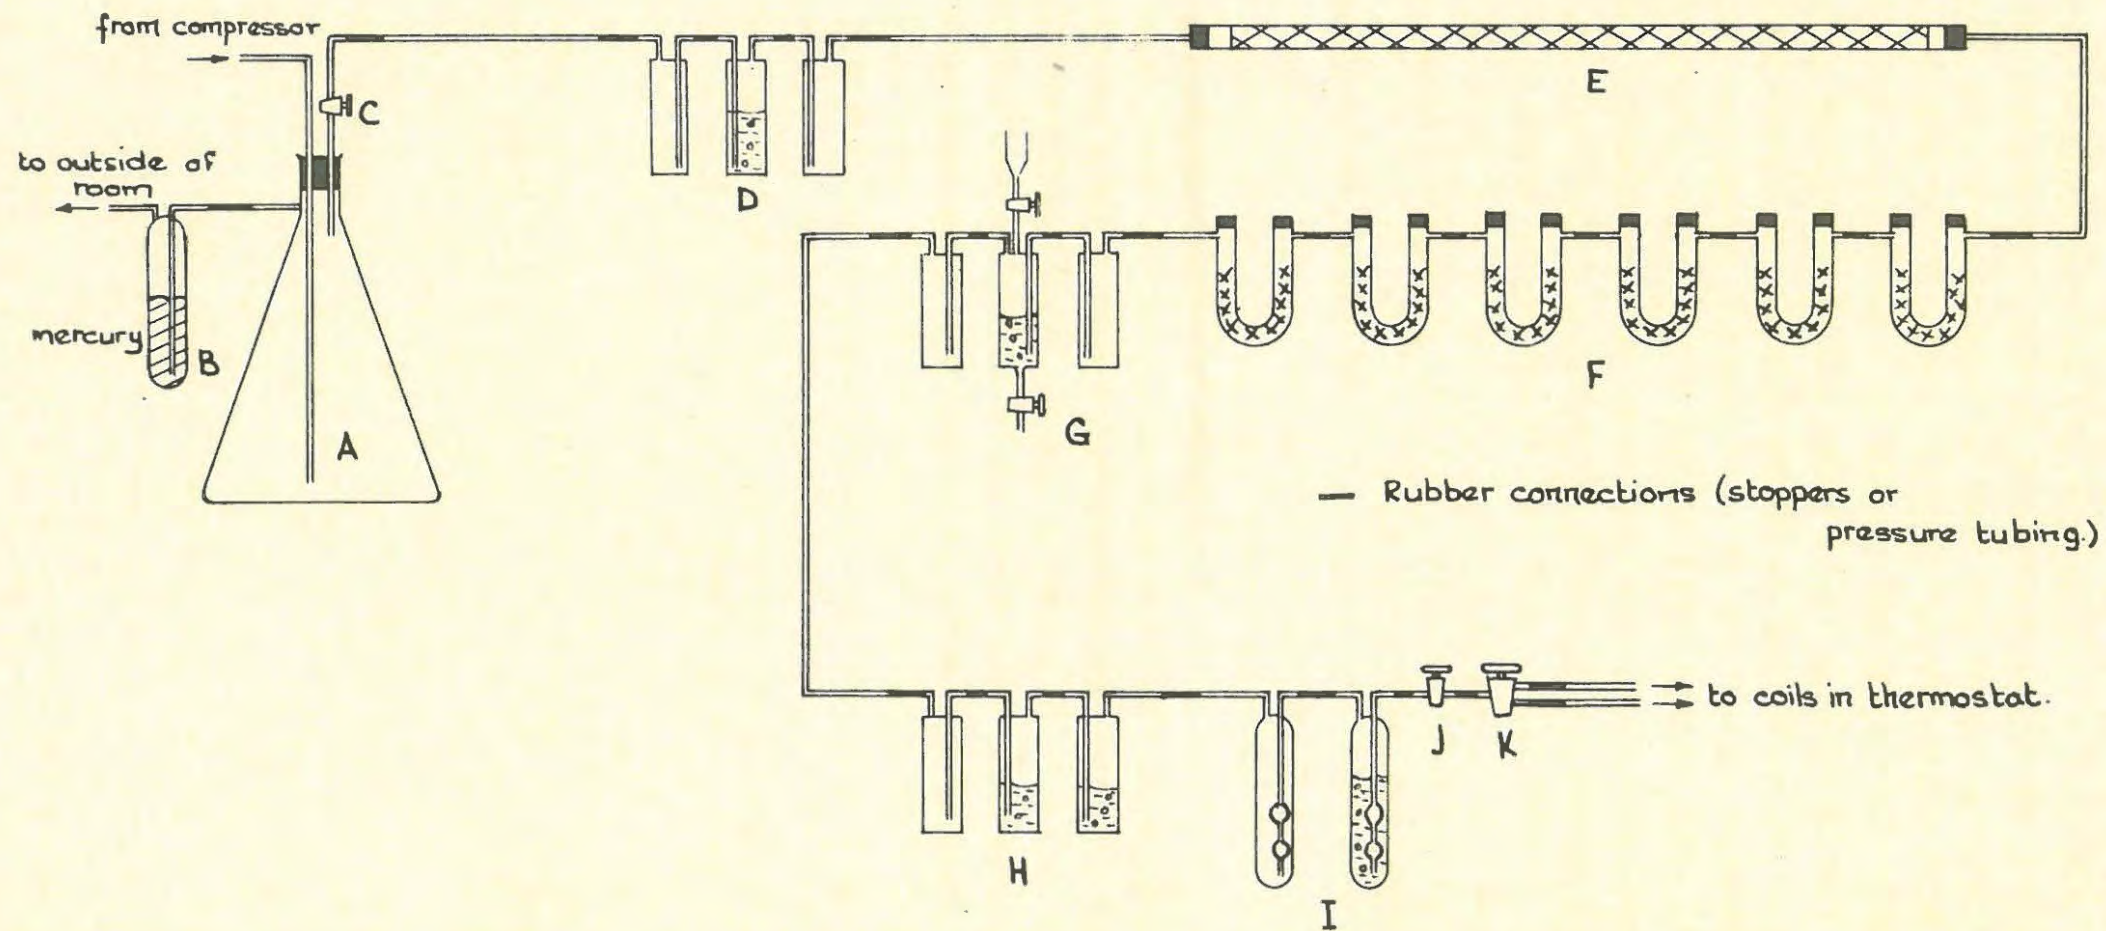 from compressor
C
to outside of
room
mercury
B
A
D
E
F
G
Rubber connections (stoppers or
pressure tubing.)
to coils in thermostat.
J
K
H
I